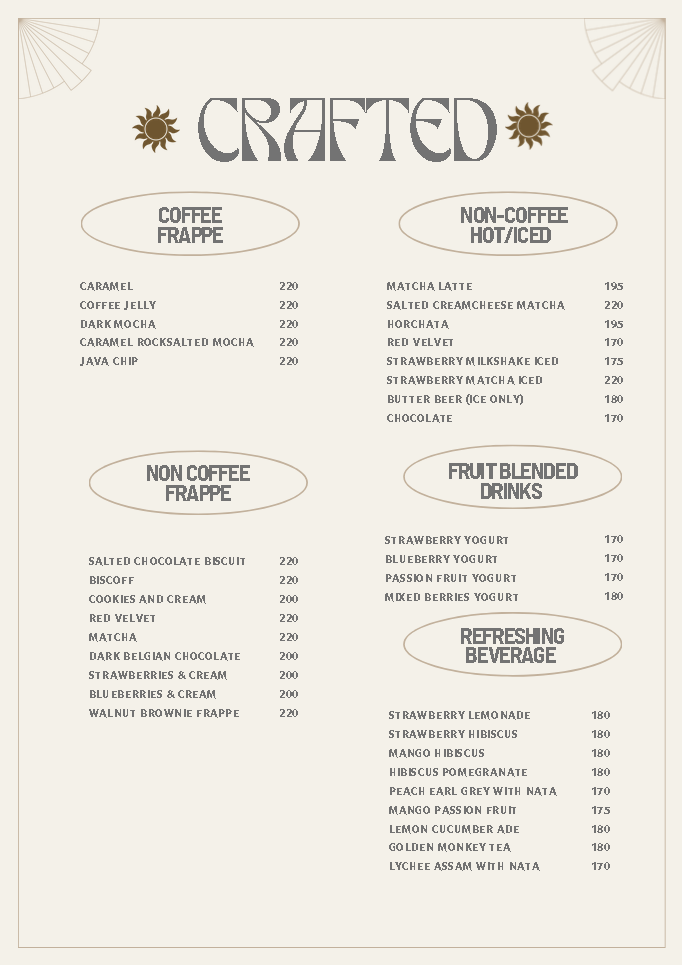 CRAFTED
COFFEE
FRAPPE
CARAMEL 220
COFFEE JELLY 220
DARK MOCHA 220
CARAMEL ROCKSALTED MOCHA 220
JAVA CHIP 220
NON COFFEE
FRAPPE
SALTED CHOCOLATE BISCUIT 220
BISCOFF 220
COOKIES AND CREAM 200
RED VELVET 220
MATCHA 220
DARK BELGIAN CHOCOLATE 200
STRAWBERRIES & CREAM 200
BLUEBERRIES & CREAM 200
WALNUT BROWNIE FRAPPE 220
NON-COFFEE
HOT/ICED
MATCHA LATTE 195
SALTED CREAMCHEESE MATCHA 220
HORCHATA 195
RED VELVET 170
STRAWBERRY MILKSHAKE ICED 175
STRAWBERRY MATCHA ICED 220
BUTTER BEER (ICE ONLY) 180
CHOCOLATE 170
FRUIT BLENDED
DRINKS
STRAWBERRY YOGURT 170
BLUEBERRY YOGURT 170
PASSION FRUIT YOGURT 170
MIXED BERRIES YOGURT 180
REFRESHING
BEVERAGE
STRAWBERRY LEMONADE 180
STRAWBERRY HIBISCUS 180
MANGO HIBISCUS 180
HIBISCUS POMEGRANATE 180
PEACH EARL GREY WITH NATA 170
MANGO PASSION FRUIT 175
LEMON CUCUMBER ADE 180
GOLDEN MONKEY TEA 180
LYCHEE ASSAM WITH NATA 170